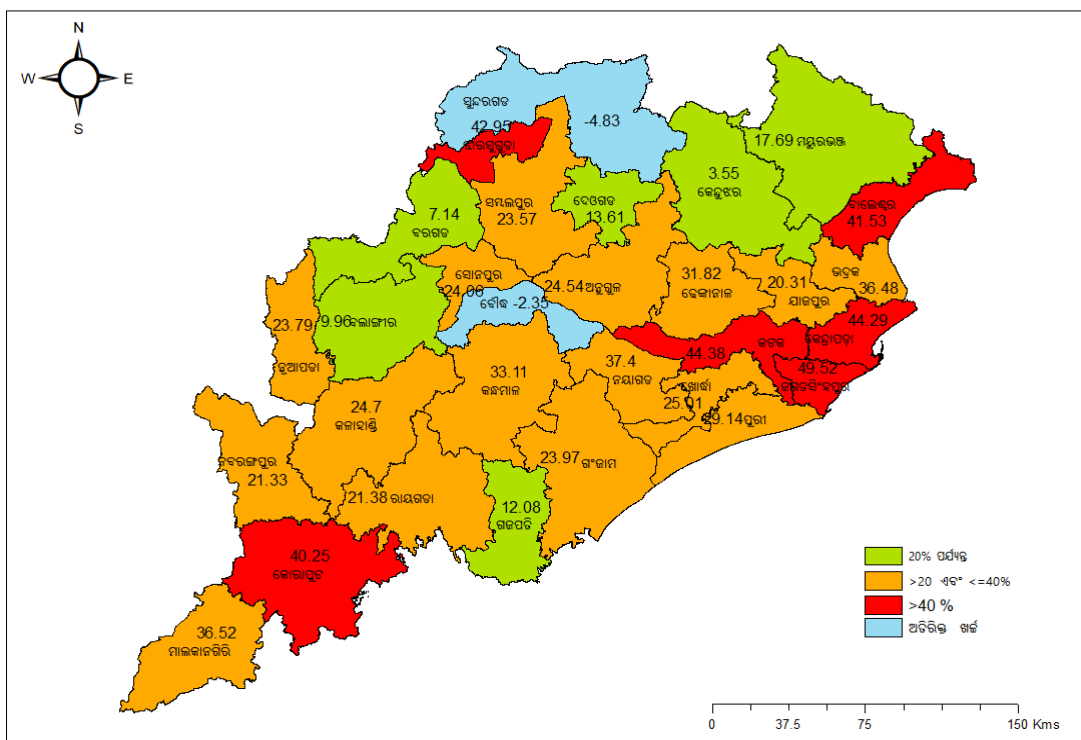 N
W E
S
ସୁନ୍ଦରଗଡ
42.95
-4.83
ଝାରସୁଗୁଡା
17.69 ମୟୁରଭଞ୍ଜ
3.55
କେନ୍ଦୁଝର
ବାଲେଶ୍ଵର
41.53
ସମ୍ବଲପୁର
23.57
ଦେଓଗଡ
13.61
7.14
ବରଗଡ
ସୋନପୁର
24.06
24.54 ଅନୁଗୁଳ
31.82
ଢେଙ୍କାନାଳ
20.31
ଯାଜପୁର
ଭଦ୍ରକ
36.48
ବୌଦ୍ଧ -2.35
9.96 ବଲାଙ୍ଗୀର
23.79
ନୂଆପଡା
44.29
କେନ୍ଦ୍ରାପଡ଼ା
କଟକ
44.38
49.52
ଜଗତସିଂହପୁର
37.4
ନୟାଗଡ
ଖୋର୍ଦ୍ଧା
25.01
29.14 ପୁରୀ
33.11
କନ୍ଧମାଳ
24.7
କଳାହାଣ୍ଡି
23.97 ଗଂଜାମ
ନବରଙ୍ଗପୁର
21.33
21.38 ରାୟଗଡା
12.08
ଗଜପତି
40.25
କୋରାପୁଟ
36.52
ମାଲକାନଗିରି
20% ପର୍ଯ୍ୟନ୍ତ
>20 ଏବଂ <=40%
>40 %
ଅତିରିକ୍ତ ଖର୍ଚ୍ଚ
0 37.5 75 150 Kms